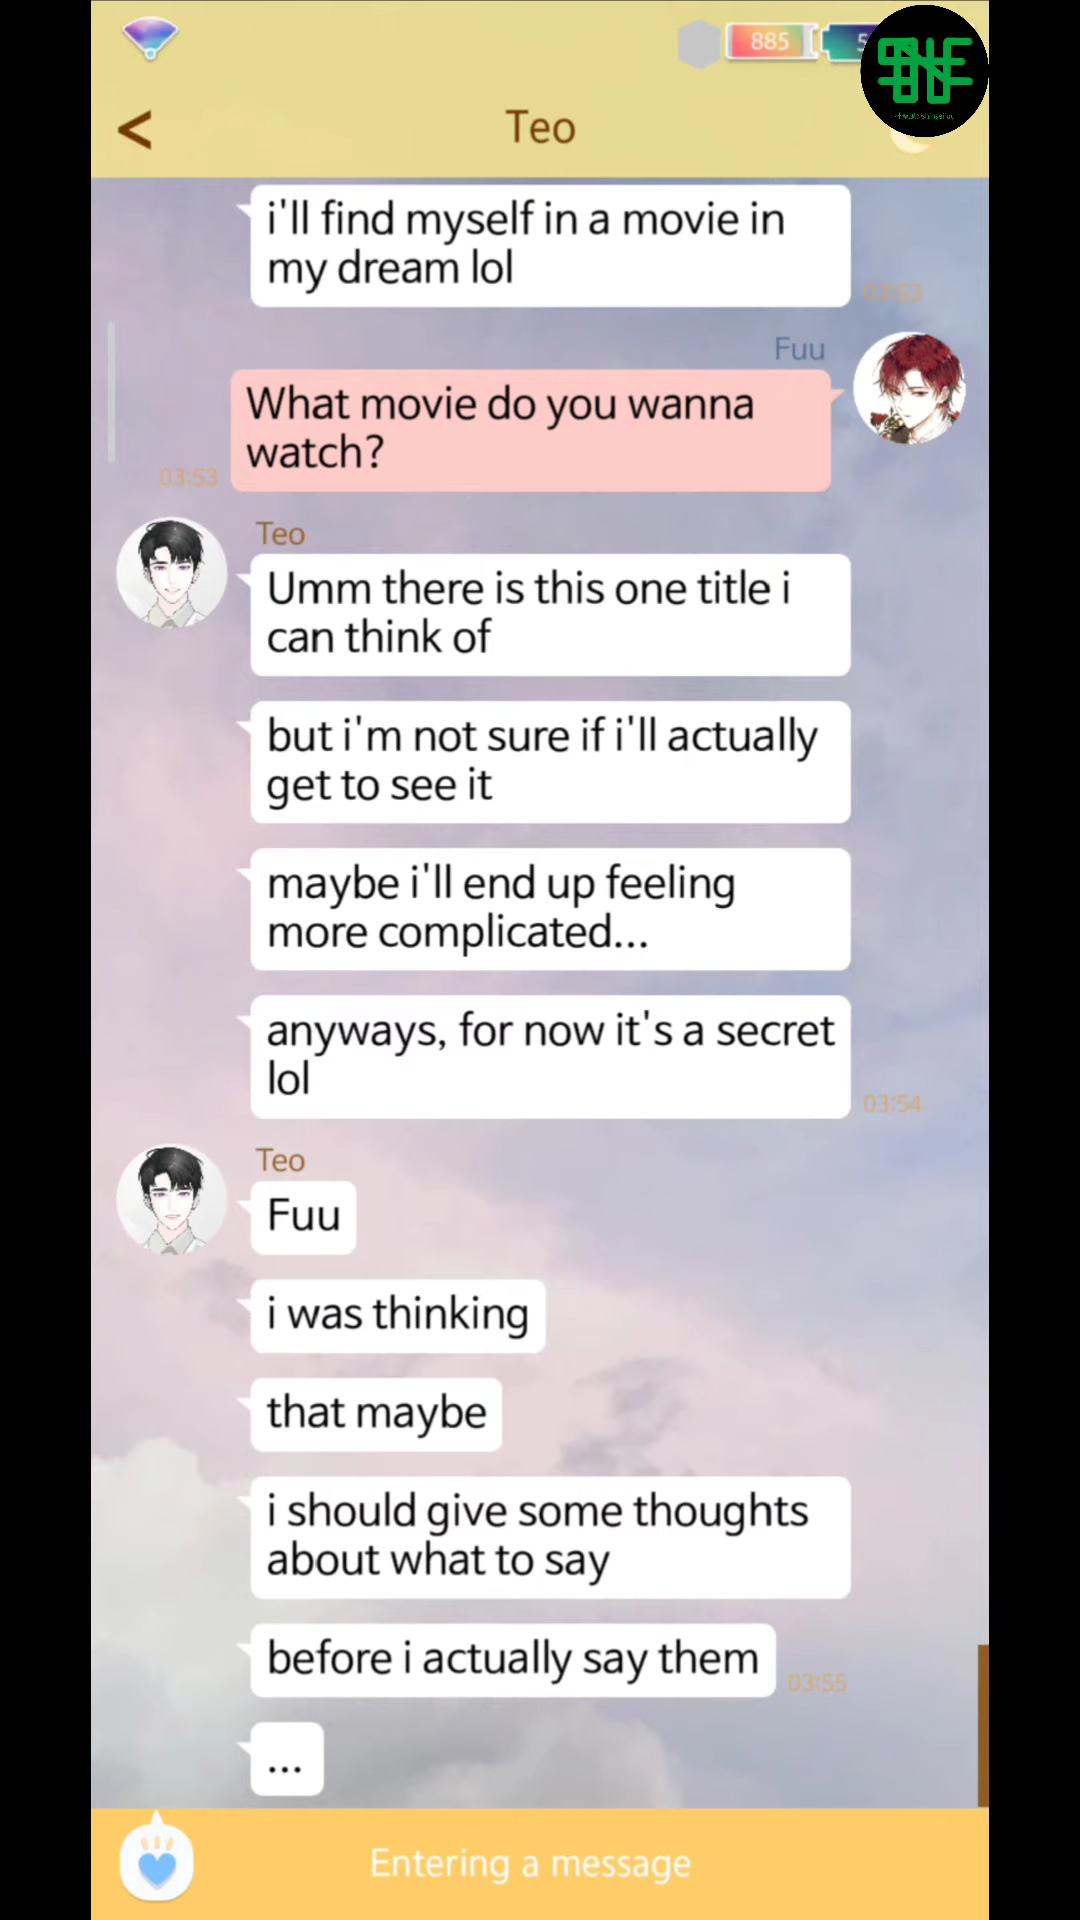 885
5
Teo
i'll find myself in a movie in
my dream lol
03:53
Fuu
What movie do you wanna
watch?
03:53
Teo
Umm there is this one title i
can think of
but i'm not sure if i'll actually
get to see it
maybe i'll end up feeling
more complicated...
anyways, for now it's a secret
lol
03:54
Teo
Fuu
i was thinking
that maybe
i should give some thoughts
about what to say
before i actually say them
03:55
...
Entering a message